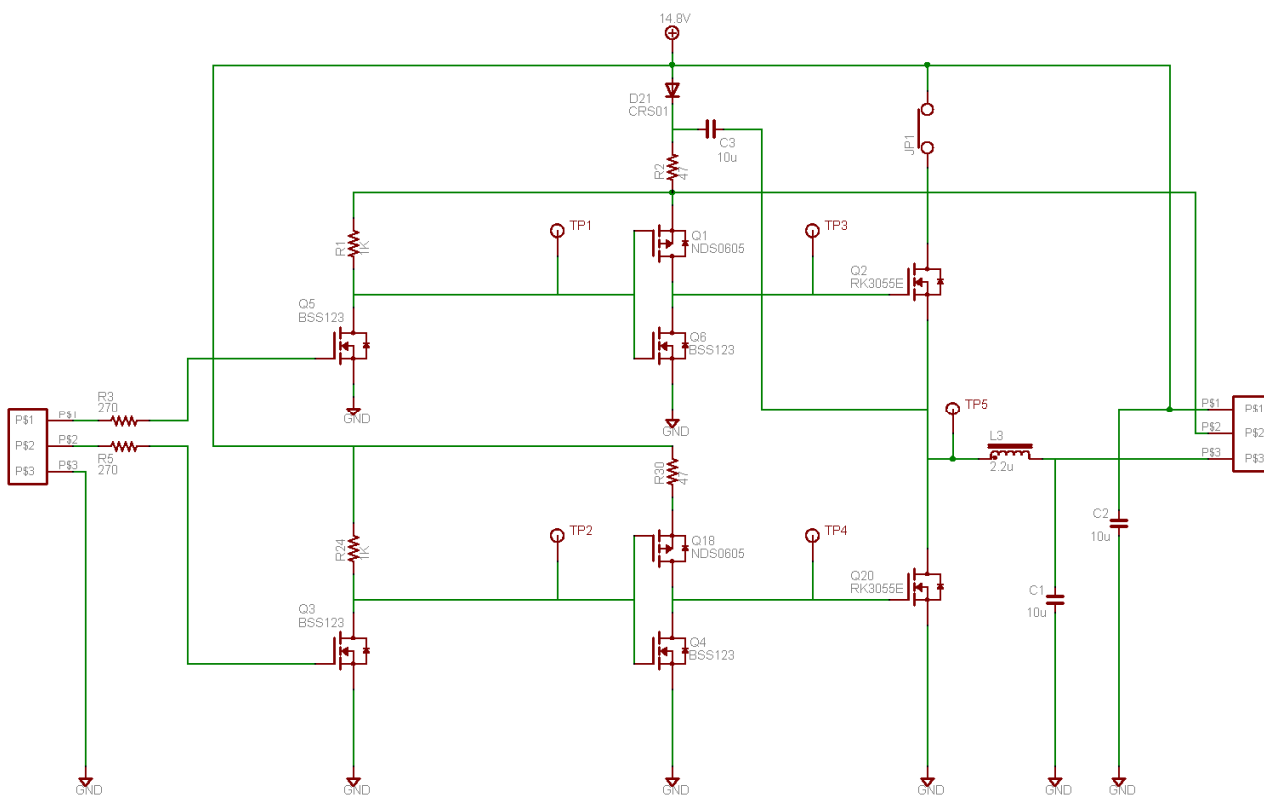 14.8V
D21
CRS01
C3
10u
R2
47
JP1
R1
1K
TP1
Q1
NDS0605
TP3
Q2
RK3055E
Q5
BSS123
Q6
BSS123
GND
GND
R3
270
P$1
P$1
P$2
P$2
R5
270
P$3
P$3
TP5
P$1
P$1
P$2
P$2
P$3
P$3
L3
2.2u
R30
47
R24
1K
TP2
Q18
NDS0605
TP4
Q20
RK3055E
C2
10u
C1
10u
Q3
BSS123
Q4
BSS123
GND
GND
GND
GND
GND
GND